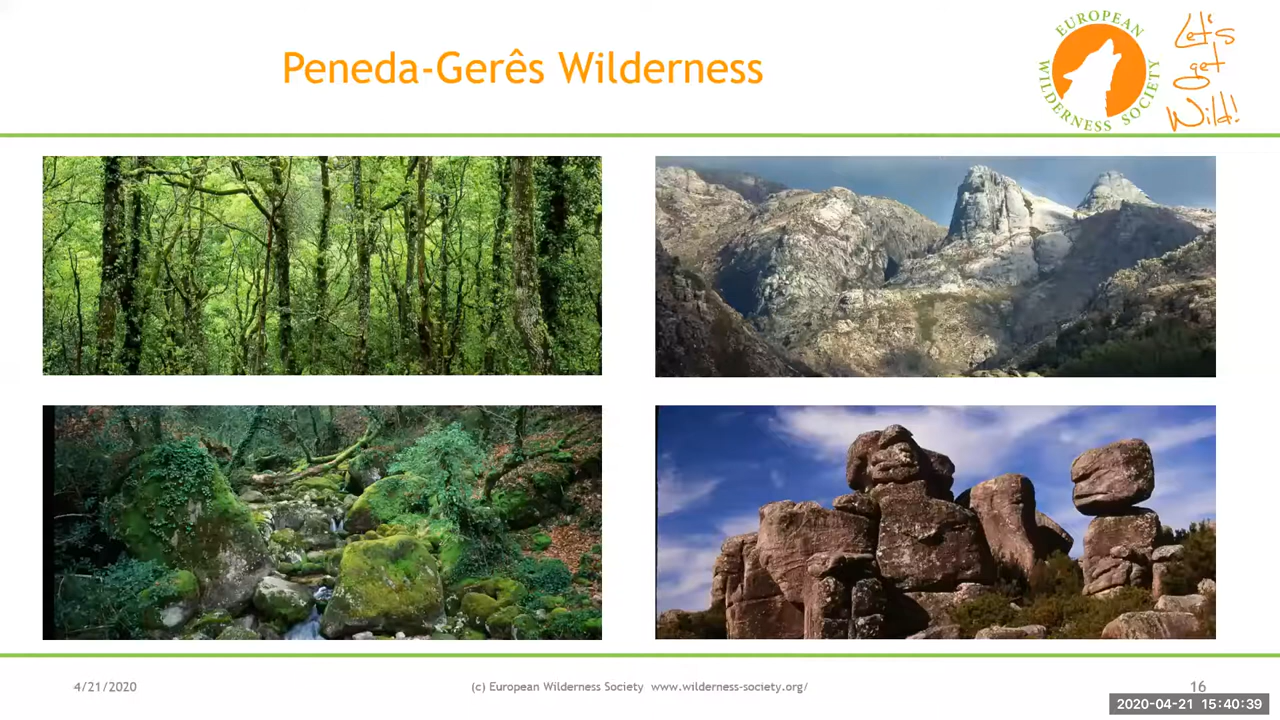 Peneda-Gerês Wilderness
EUROPEAN
WILDERNESS SOCIETY
Let's
get
Wild!
4/21/2020
(c) European Wilderness Society www.wilderness-society.org/
16
2020-04-21 15:40:39